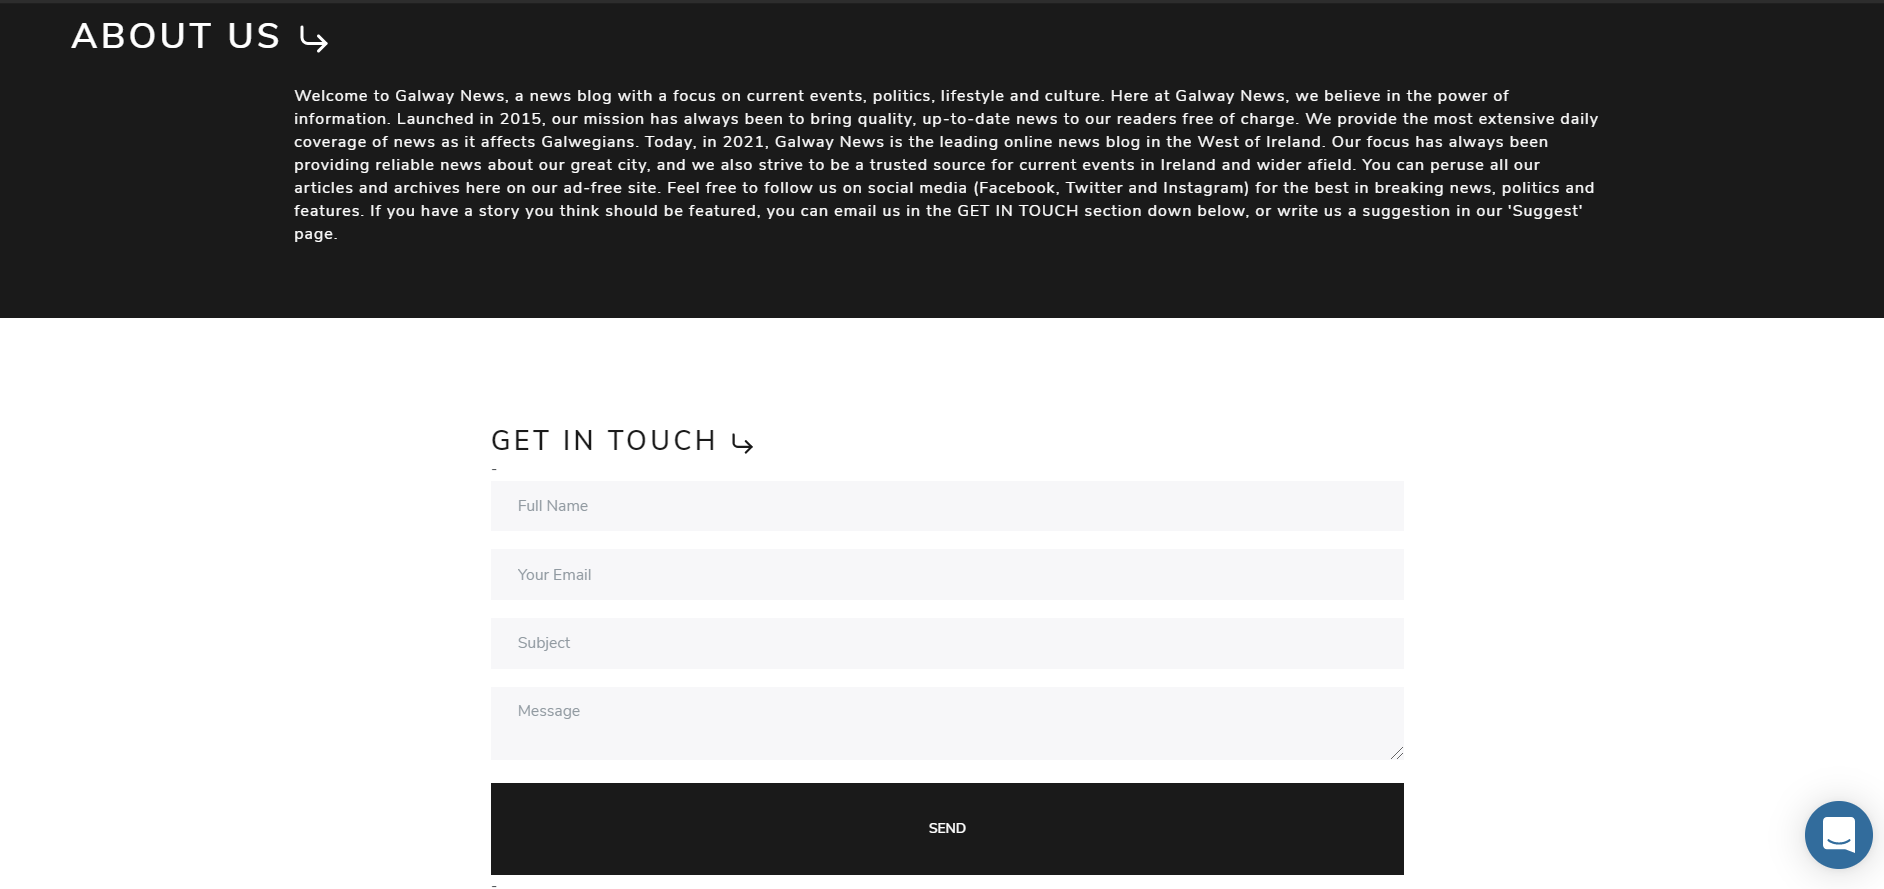 ABOUT US
Welcome to Galway News, a news blog with a focus on current events, politics, lifestyle and culture. Here at Galway News, we believe in the power of
information. Launched in 2015, our mission has always been to bring quality, up-to-date news to our readers free of charge. We provide the most extensive daily
coverage of news as it affects Galwegians. Today, in 2021, Galway News is the leading online news blog in the West of Ireland. Our focus has always been
providing reliable news about our great city, and we also strive to be a trusted source for current events in Ireland and wider afield. You can peruse all our
articles and archives here on our ad-free site. Feel free to follow us on social media (Facebook, Twitter and Instagram) for the best in breaking news, politics and
features. If you have a story you think should be featured, you can email us in the GET IN TOUCH section down below, or write us a suggestion in our 'Suggest'
page.
GET IN TOUCH
-
Full Name
Your Email
Subject
Message
SEND
-